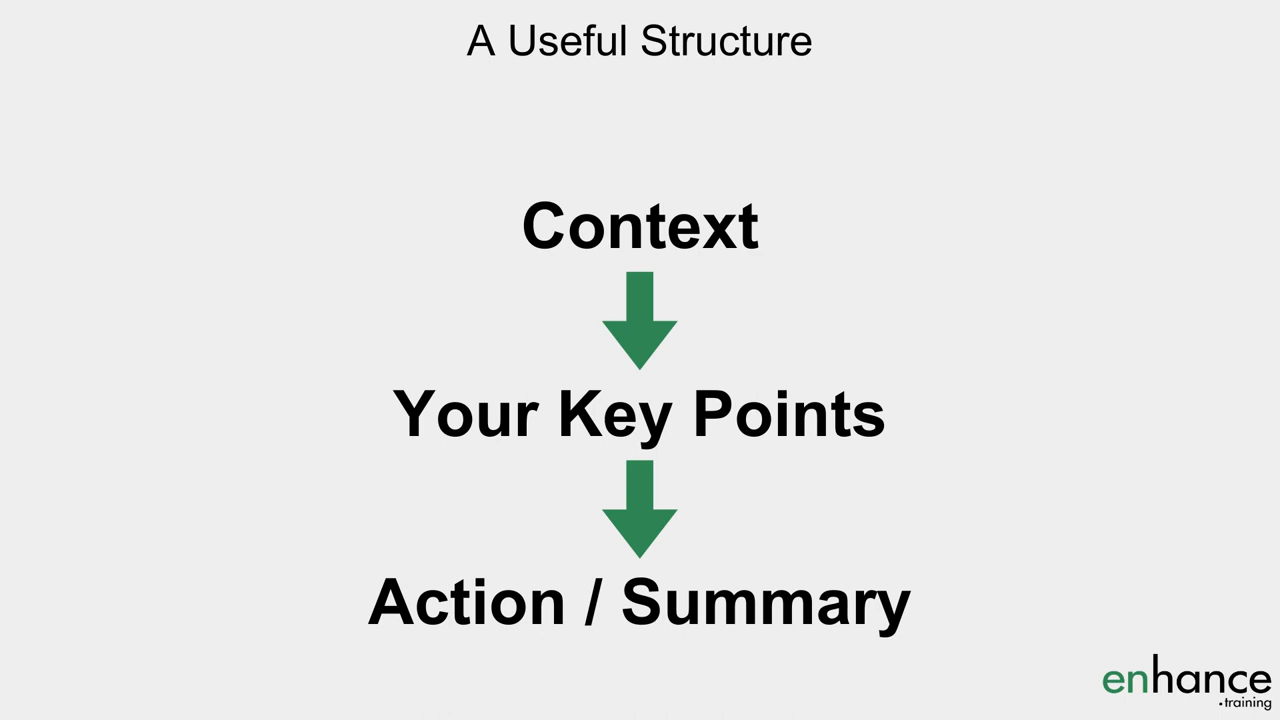 A Useful Structure
Context
Your Key Points
Action / Summary
enhance
.training